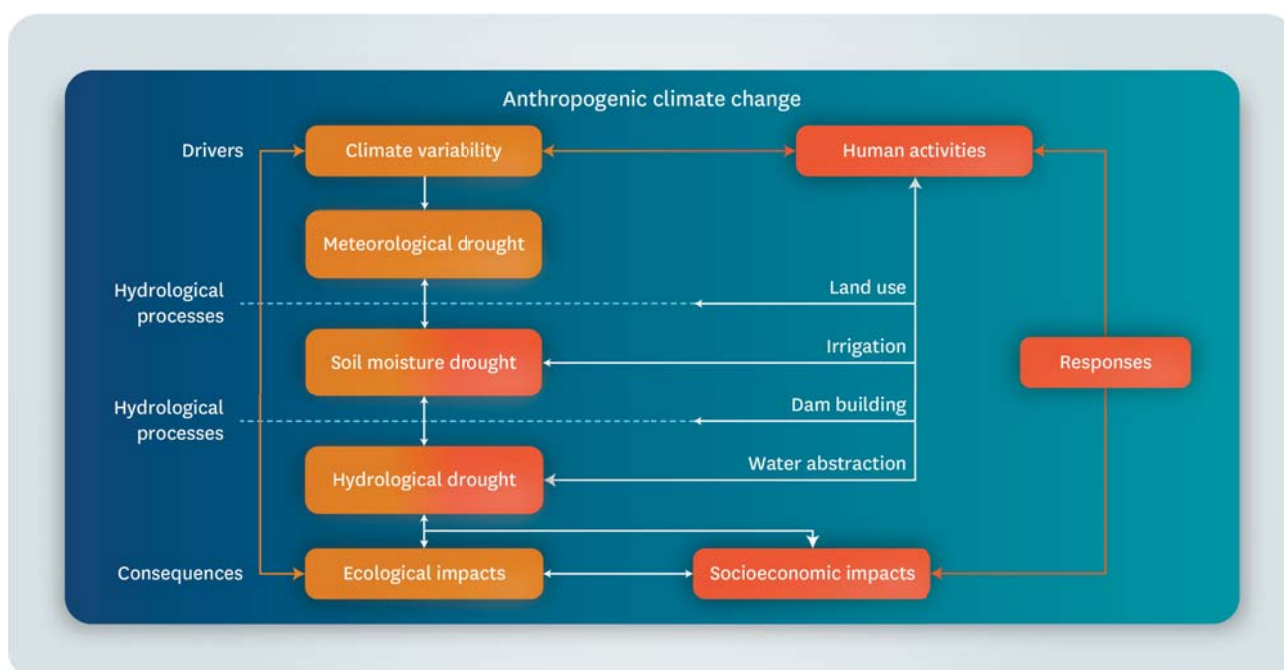 Anthropogenic climate change
Drivers
Climate variability
Human activities
Meteorological drought
Hydrological
processes
Land use
Soil moisture drought
Irrigation
Responses
Hydrological
processes
Dam building
Hydrological drought
Water abstraction
Consequences
Ecological impacts
Socioeconomic impacts